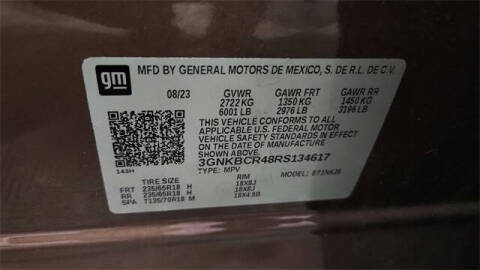 gm
MFD BY GENERAL MOTORS DE MEXICO, S. DE R.L. DE C.V.
08/23 GVWR GAWR FRT GAWR RR
2722 KG 1350 KG 1450 KG
6001 LB 2976 LB 3196 LB
THIS VEHICLE CONFORMS TO ALL
APPLICABLE U.S. FEDERAL MOTOR
VEHICLE SAFETY STANDARDS IN EFFECT
ON THE DATE OF MANUFACTURE SHOWN ABOVE.
3GNKBCR48RS134617
143H TYPE: MPV MODEL:
TIRE SIZE RIM
FRT 235/65R18 H 18X8J
RR 235/65R18 H 18X8J
SPA T135/70R18 M 18X4.5B